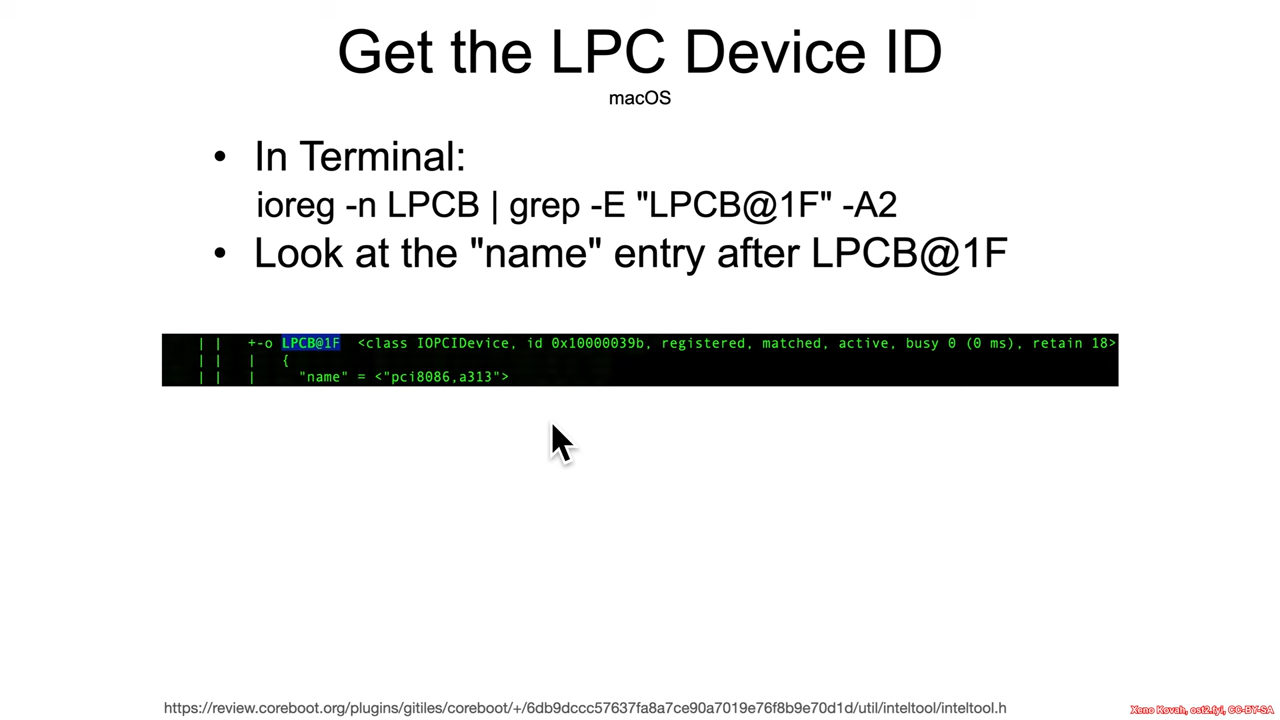 Get the LPC Device ID
macOS
• In Terminal:
ioreg -n LPCB | grep -E "LPCB@1F" -A2
• Look at the "name" entry after LPCB@1F
| | +-o LPCB@1F <class IOPCIDevice, id 0x10000039b, registered, matched, active, busy 0 (0 ms), retain 18>
| | | {
| | | "name" = <"pci8086,a313">
https://review.coreboot.org/plugins/gitiles/coreboot/+/6db9dccc57637fa8a7ce90a7019e76f8b9e70d1d/util/inteltool/inteltool.h
Xeno Kovah, ost2.fyi, CC-BY-SA